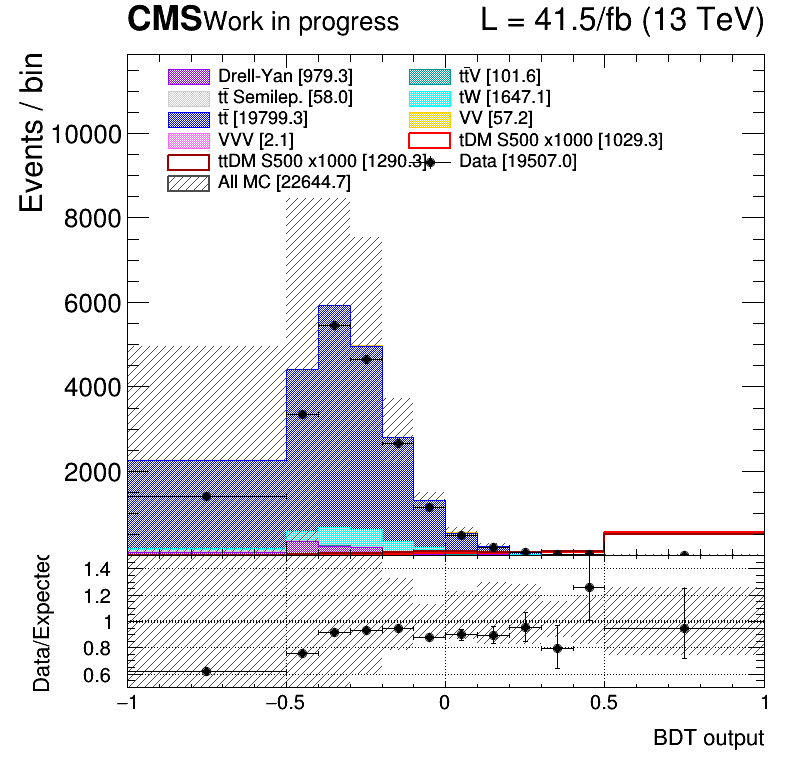 CMS Work in progress L = 41.5/fb (13 TeV)
Events / bin
Drell-Yan [979.3] tt̄V [101.6]
tt̄ Semilep. [58.0] tW [1647.1]
tt̄ [19799.3] VV [57.2]
VVV [2.1] tDM S500 x1000 [1029.3]
ttDM S500 x1000 [1290.3] Data [19507.0]
All MC [22644.7]
10000
8000
6000
4000
2000
Data/Expected
1.4
1.2
1
0.8
0.6
−1 −0.5 0 0.5 1
BDT output